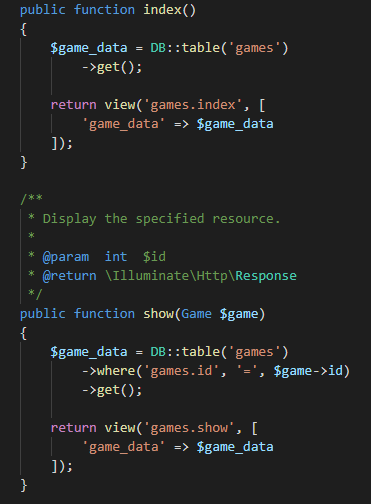 public function index()
{
    $game_data = DB::table('games')
        ->get();

    return view('games.index', [
        'game_data' => $game_data
    ]);
}

/**
 * Display the specified resource.
 *
 * @param  int  $id
 * @return \Illuminate\Http\Response
 */
public function show(Game $game)
{
    $game_data = DB::table('games')
        ->where('games.id', '=', $game->id)
        ->get();

    return view('games.show', [
        'game_data' => $game_data
    ]);
}